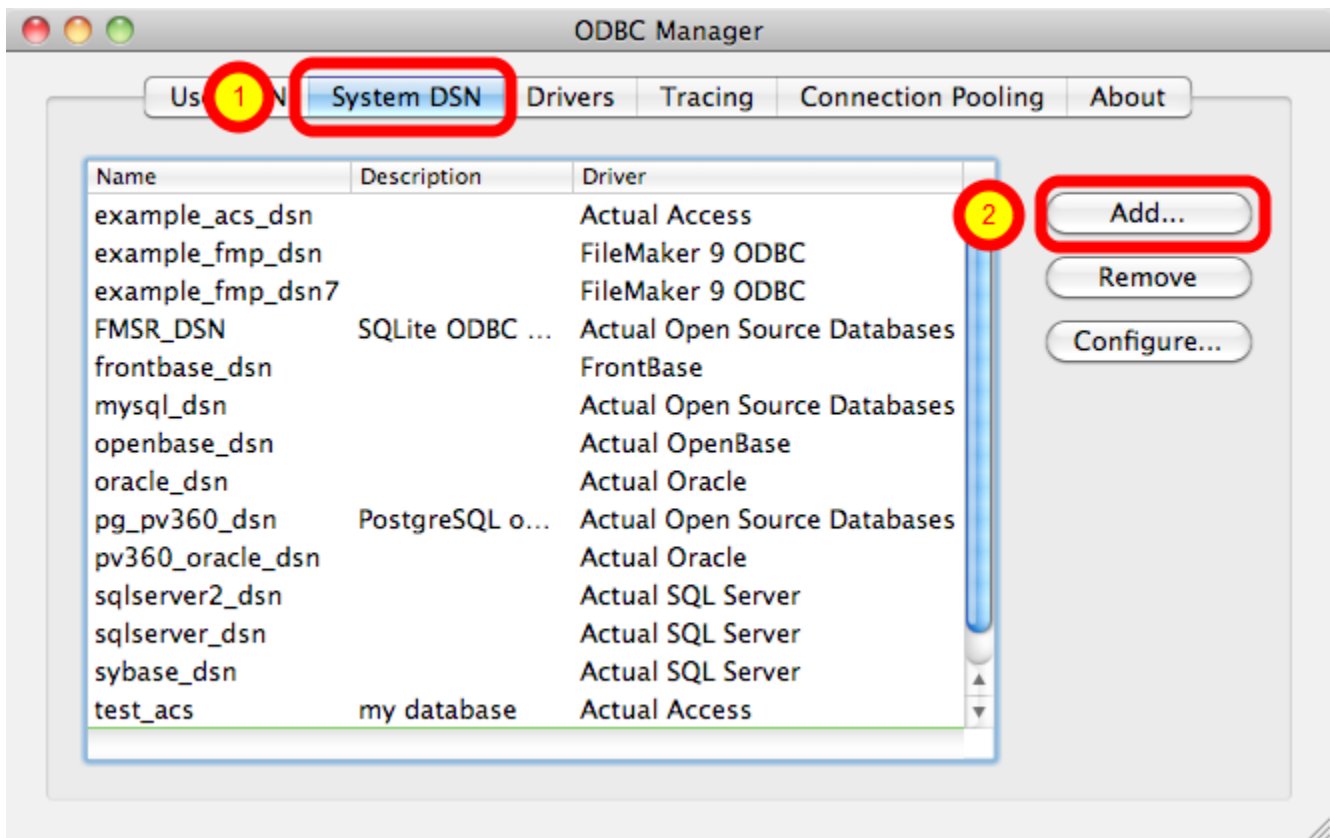 ODBC Manager
1 System DSN Drivers Tracing Connection Pooling About
Name Description Driver
example_acs_dsn Actual Access
2 Add...
example_fmp_dsn FileMaker 9 ODBC
example_fmp_dsn7 FileMaker 9 ODBC
Remove
FMSR_DSN SQLite ODBC ... Actual Open Source Databases
Configure...
frontbase_dsn FrontBase
mysql_dsn Actual Open Source Databases
openbase_dsn Actual OpenBase
oracle_dsn Actual Oracle
pg_pv360_dsn PostgreSQL o... Actual Open Source Databases
pv360_oracle_dsn Actual Oracle
sqlserver2_dsn Actual SQL Server
sqlserver_dsn Actual SQL Server
sybase_dsn Actual SQL Server
test_acs my database Actual Access